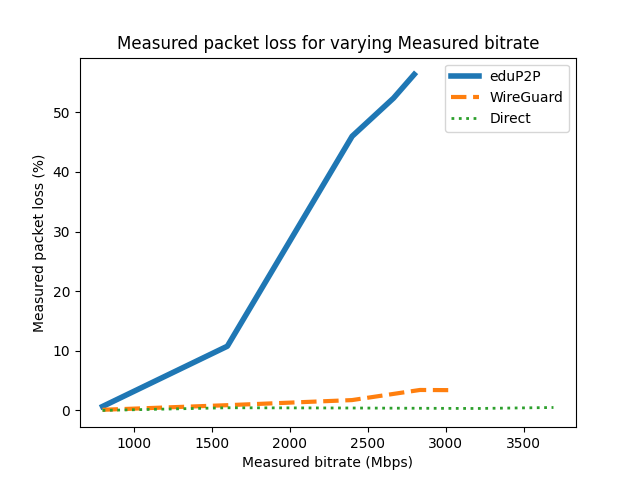 Measured packet loss for varying Measured bitrate
eduP2P
WireGuard
Direct
Measured packet loss (%)
50
40
30
20
10
0
1000 1500 2000 2500 3000 3500
Measured bitrate (Mbps)